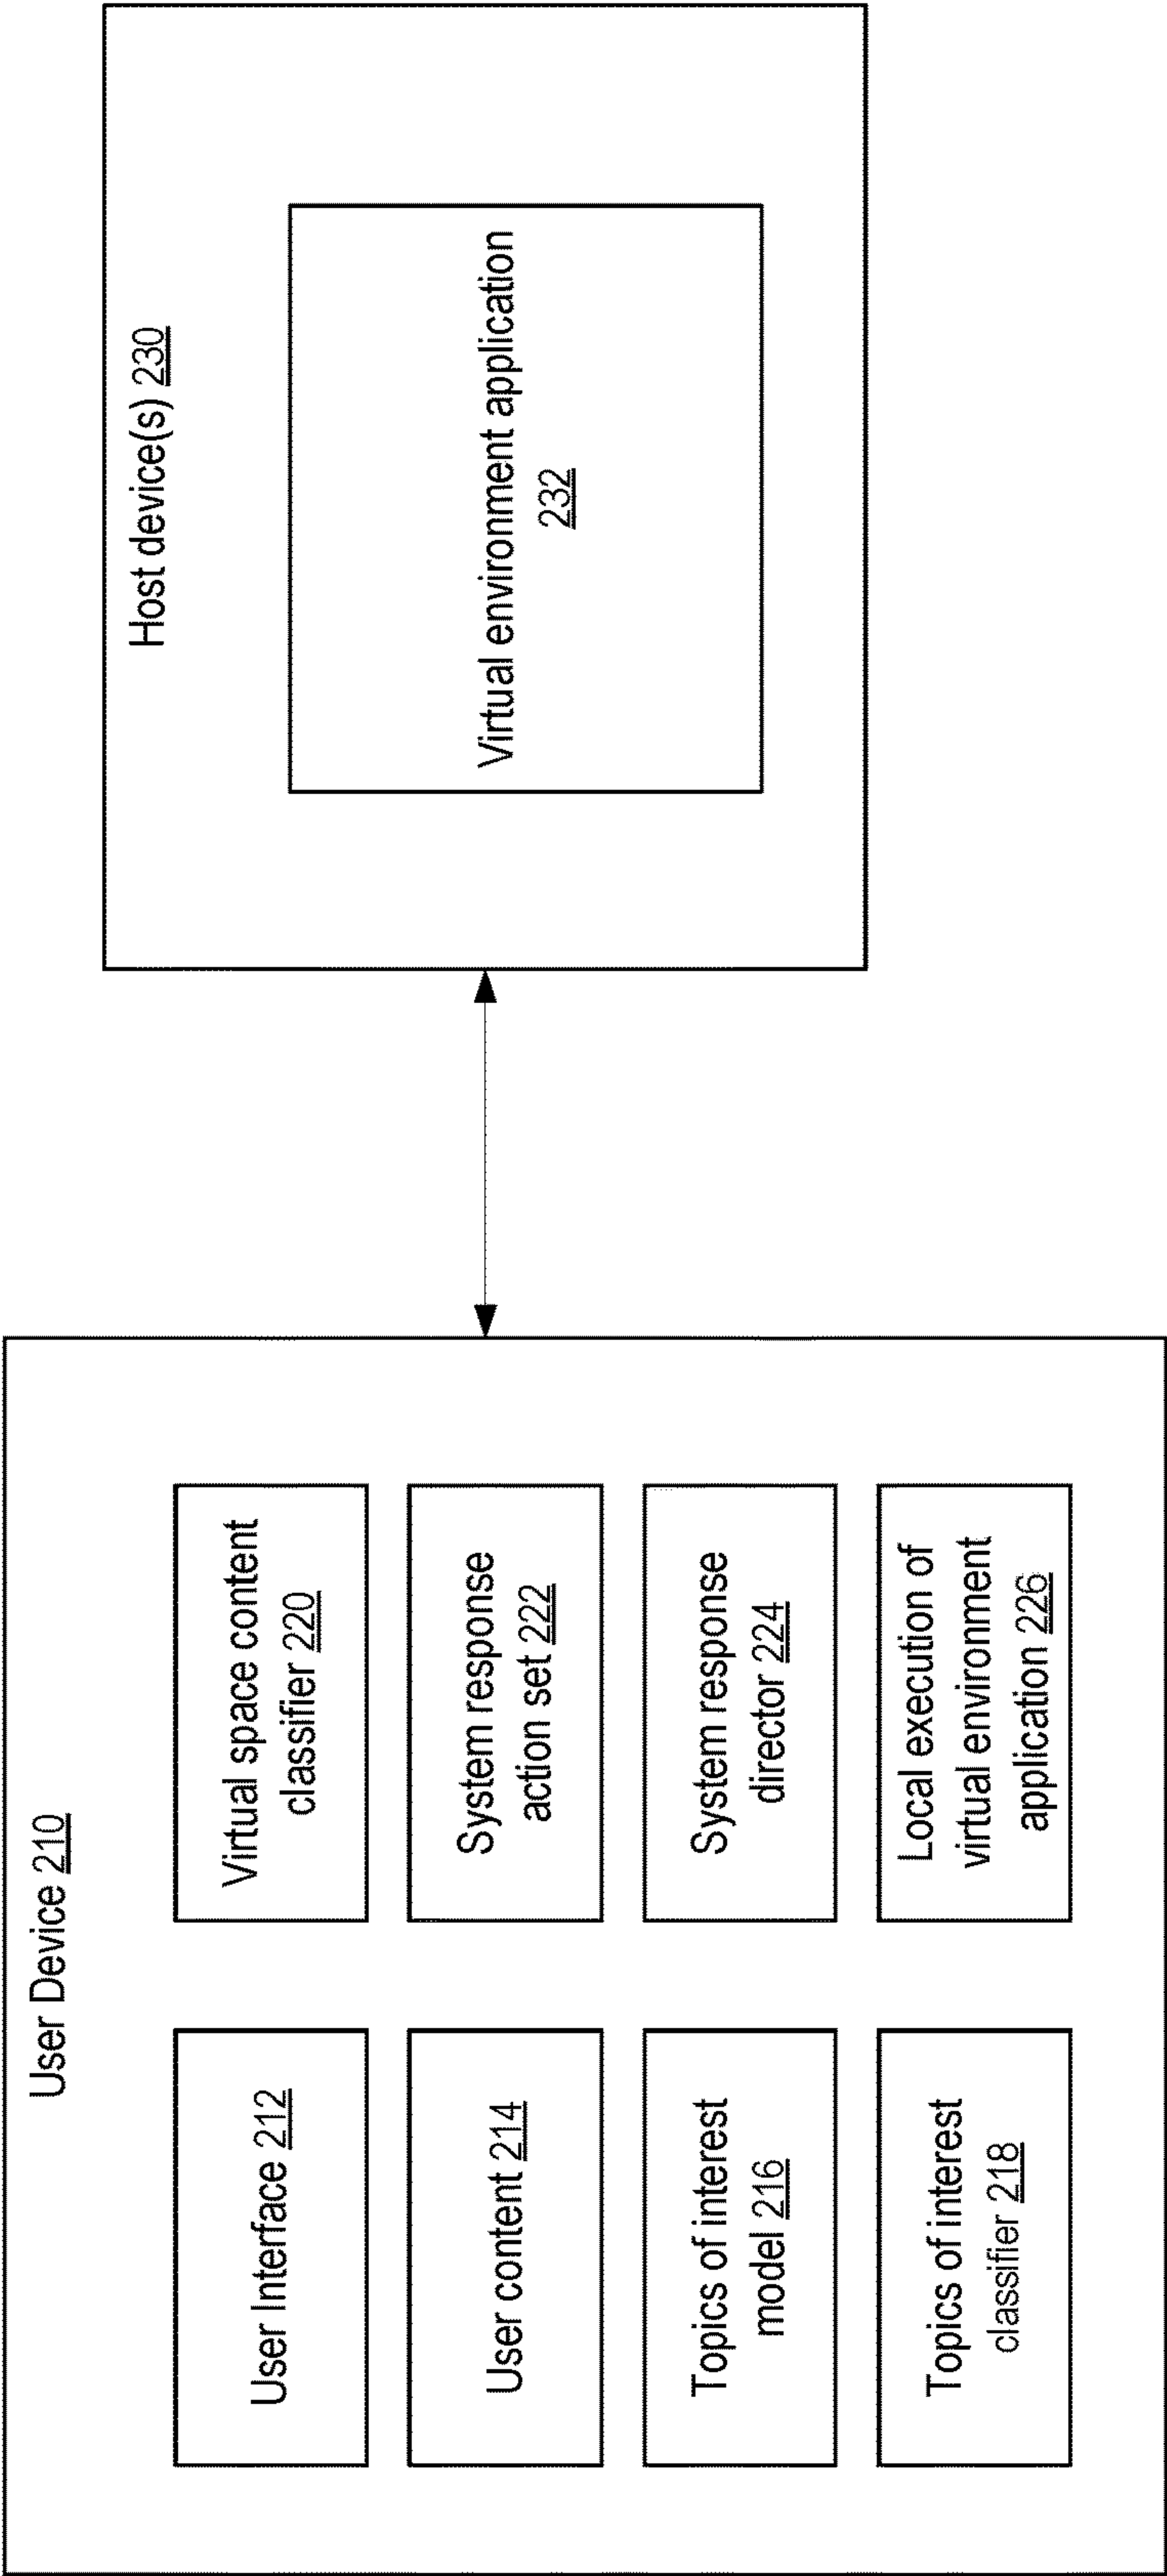 User Device 210
User Interface 212
User content 214
Topics of interest
model 216
Topics of interest
classifier 218
Virtual space content
classifier 220
System response
action set 222
System response
director 224
Local execution of
virtual environment
application 226
Host device(s) 230
Virtual environment application
232